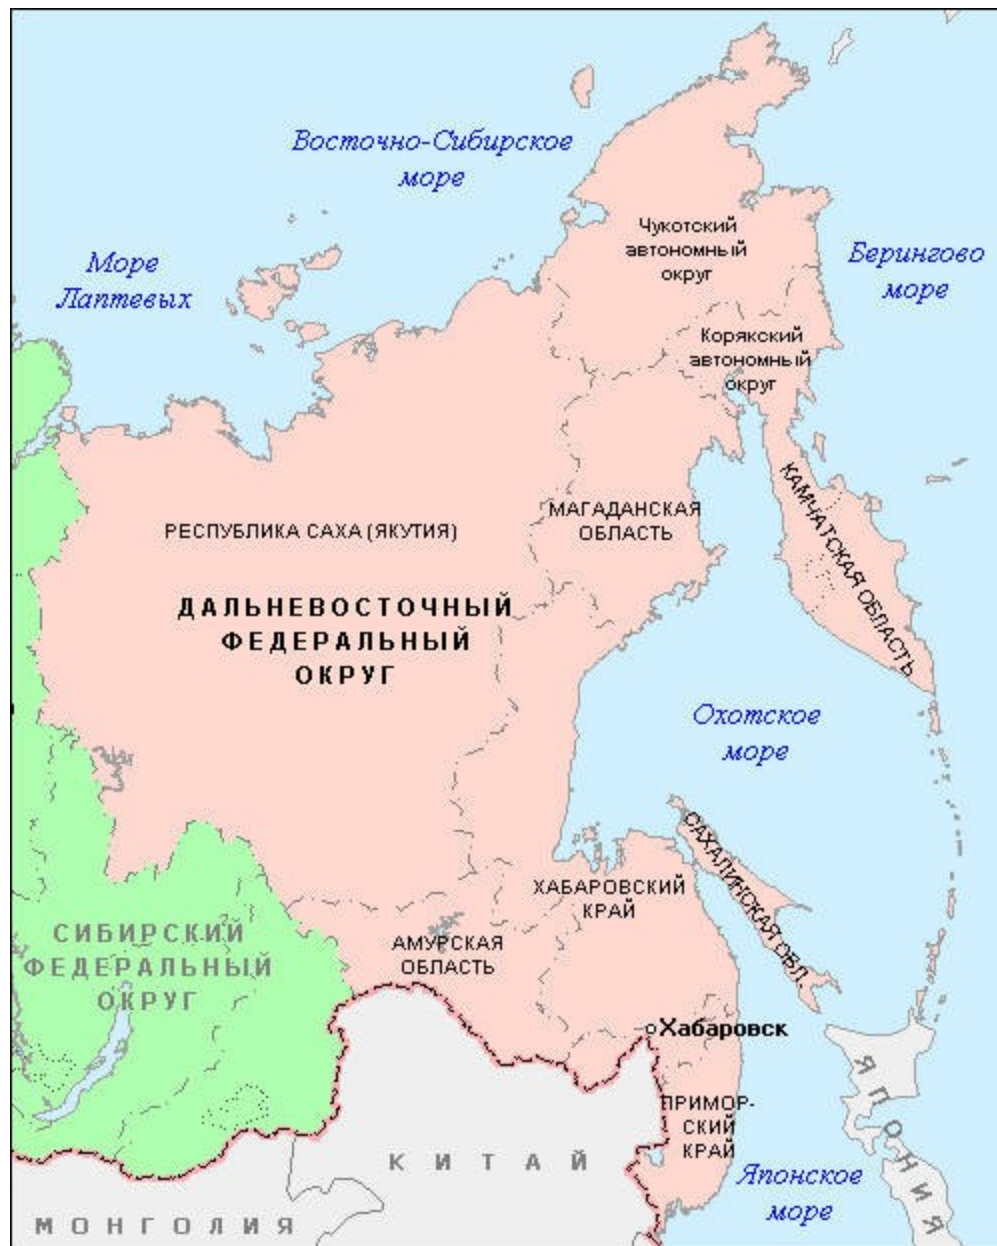 Восточно-Сибирское
море
Чукотский
автономный
округ
Берингово
море
Море
Лаптевых
Корякский
автономный
округ
КАМЧАТСКАЯ ОБЛАСТЬ
МАГАДАНСКАЯ
ОБЛАСТЬ
РЕСПУБЛИКА САХА (ЯКУТИЯ)
ДАЛЬНЕВОСТОЧНЫЙ
ФЕДЕРАЛЬНЫЙ
ОКРУГ
Охотское
море
САХАЛИНСКАЯ ОБЛ.
ХАБАРОВСКИЙ
КРАЙ
СИБИРСКИЙ
ФЕДЕРАЛЬНЫЙ
ОКРУГ
АМУРСКАЯ
ОБЛАСТЬ
Хабаровск
ЯПОНИЯ
ПРИМОР-
СКИЙ
КРАЙ
КИТАЙ
Японское
море
МОНГОЛИЯ